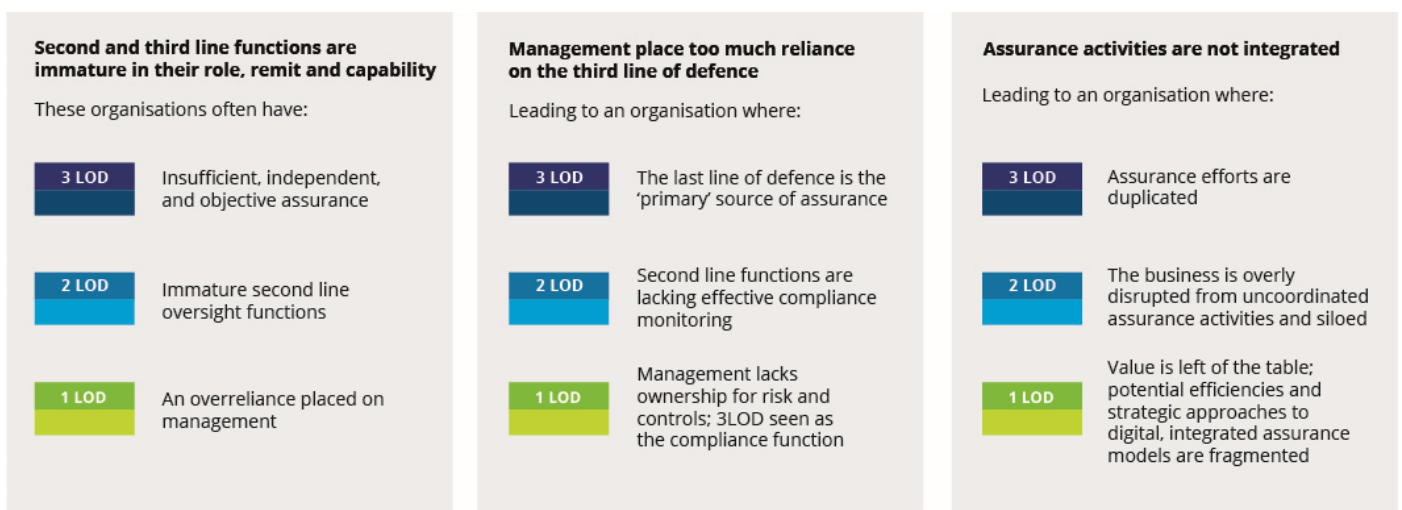 Second and third line functions are
immature in their role, remit and capability
These organisations often have:
3 LOD
Insufficient, independent,
and objective assurance
2 LOD
Immature second line
oversight functions
1 LOD
An overreliance placed on
management
Management place too much reliance
on the third line of defence
Leading to an organisation where:
3 LOD
The last line of defence is the
‘primary’ source of assurance
2 LOD
Second line functions are
lacking effective compliance
monitoring
1 LOD
Management lacks
ownership for risk and
controls; 3LOD seen as
the compliance function
Assurance activities are not integrated
Leading to an organisation where:
3 LOD
Assurance efforts are
duplicated
2 LOD
The business is overly
disrupted from uncoordinated
assurance activities and siloed
1 LOD
Value is left of the table;
potential efficiencies and
strategic approaches to
digital, integrated assurance
models are fragmented